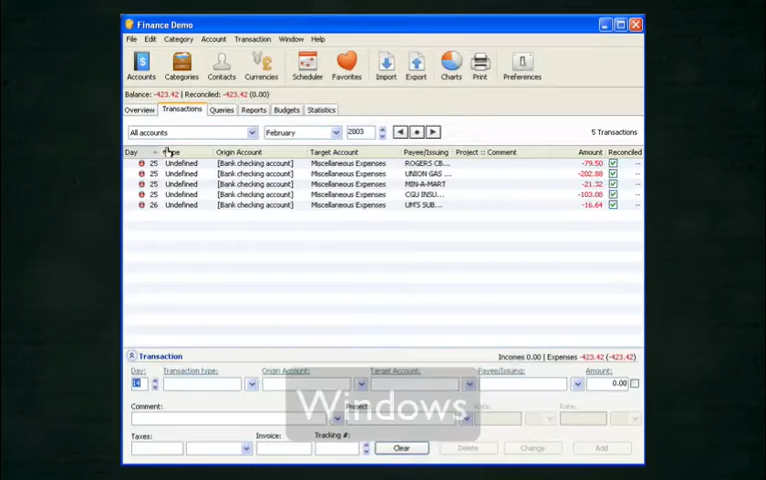 Finance Demo
File Edit Category Account Transaction Window Help
Accounts Categories Contacts Currencies Scheduler Favorites Import Export Charts Print Preferences
Balance: -423.42 | Reconciled: -423.42 (0.00)
Overview Transactions Queries Reports Budgets Statistics
All accounts February 2003 5 Transactions
Day Origin Account Target Account Payee/Issuing Project :: Comment Amount Reconciled
25 Undefined [Bank checking account] Miscellaneous Expenses ROGERS CB... -79.50 --
25 Undefined [Bank checking account] Miscellaneous Expenses UNION GAS ... -202.88 --
25 Undefined [Bank checking account] Miscellaneous Expenses MIN-A-MART -21.32 --
25 Undefined [Bank checking account] Miscellaneous Expenses CGU INSU... -103.08 --
26 Undefined [Bank checking account] Miscellaneous Expenses UM'S SUB... -16.64 --
Transaction Incomes 0.00 | Expenses -423.42 (-423.42)
Day: Transaction type: Origin Account: Target Account: Payee/Issuing: Amount:
14 0.00
Windows
Comment: Project Rate:
Taxes: Invoice: Tracking #:
Clear Delete Change Add